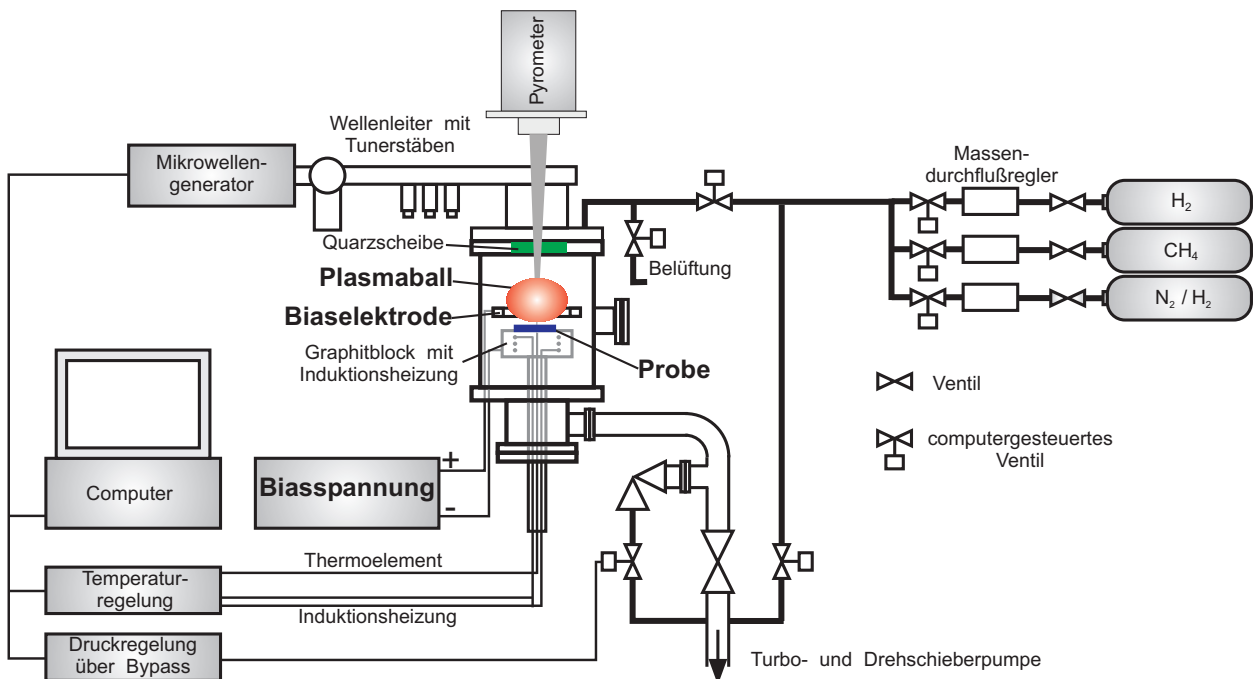 Pyrometer
Wellenleiter mit
Tunerstäben
Mikrowellen-
generator
Massen-
durchflußregler
H₂
CH₄
N₂ / H₂
Quarzscheibe
Belüftung
Plasmaball
Biaselektrode
Graphitblock mit
Induktionsheizung
Probe
Ventil
computergesteuertes
Ventil
Computer
Biasspannung
+
-
Thermoelement
Temperatur-
regelung
Induktionsheizung
Druckregelung
über Bypass
Turbo- und Drehschieberpumpe